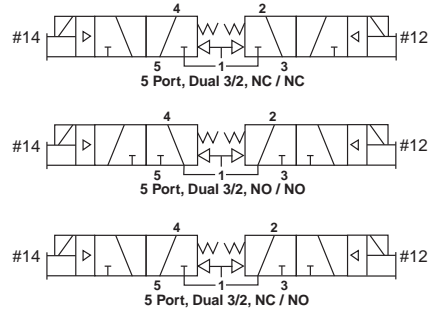 4 2
#14 #12
5 1 3
5 Port, Dual 3/2, NC / NC
4 2
#14 #12
5 1 3
5 Port, Dual 3/2, NO / NO
4 2
#14 #12
5 1 3
5 Port, Dual 3/2, NC / NO